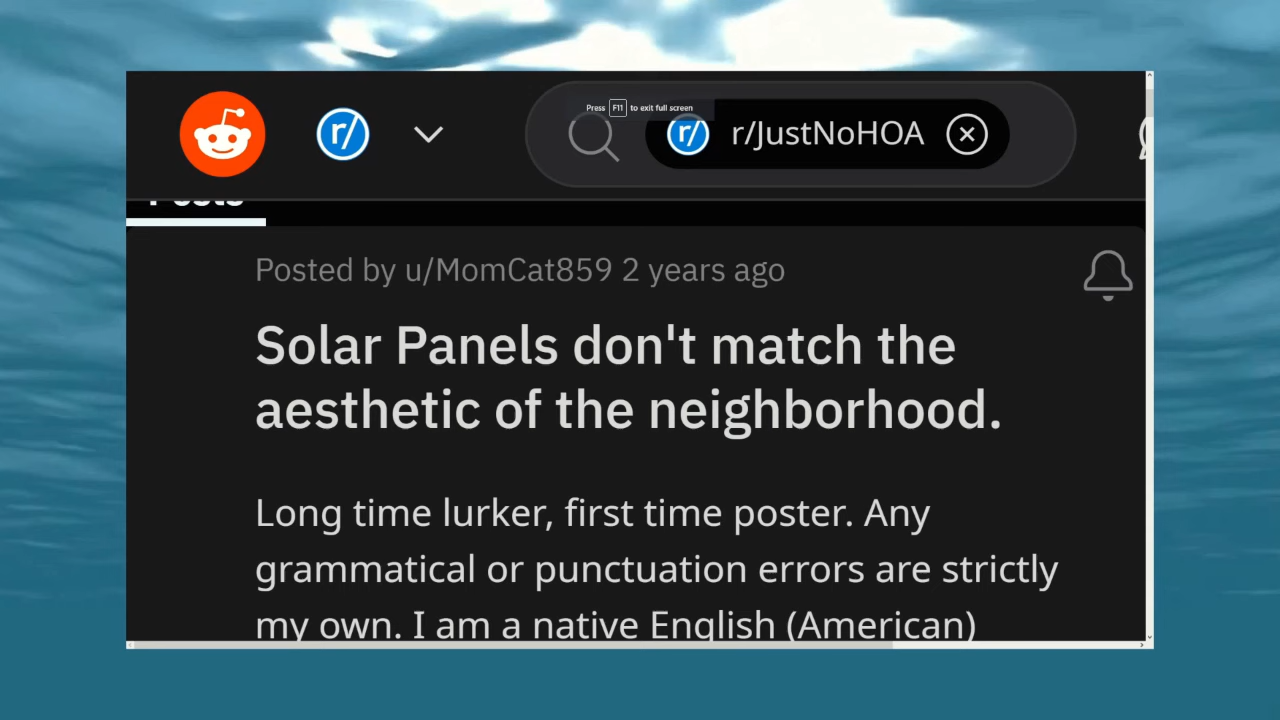 Press F11 to exit full screen
r/ r/ r/JustNoHOA
Posts
Posted by u/MomCat859 2 years ago
Solar Panels don't match the
aesthetic of the neighborhood.
Long time lurker, first time poster. Any
grammatical or punctuation errors are strictly
my own. I am a native English (American)